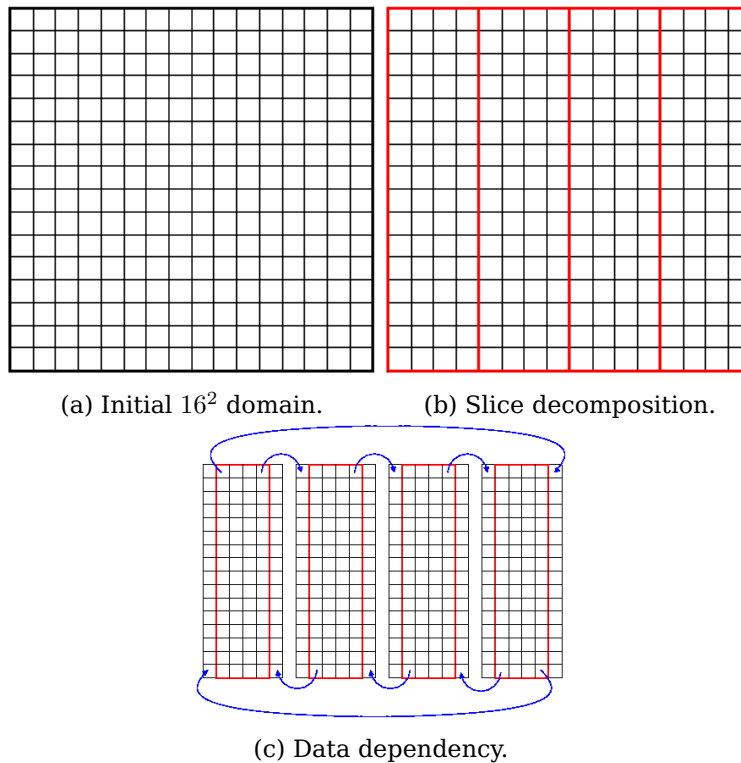 (a) Initial 16² domain.
(b) Slice decomposition.
(c) Data dependency.